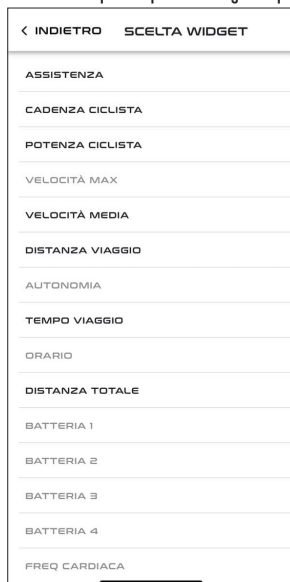 < INDIETRO SCELTA WIDGET
ASSISTENZA
CADENZA CICLISTA
POTENZA CICLISTA
VELOCITÀ MAX
VELOCITÀ MEDIA
DISTANZA VIAGGIO
AUTONOMIA
TEMPO VIAGGIO
ORARIO
DISTANZA TOTALE
BATTERIA 1
BATTERIA 2
BATTERIA 3
BATTERIA 4
FREQ CARDIACA